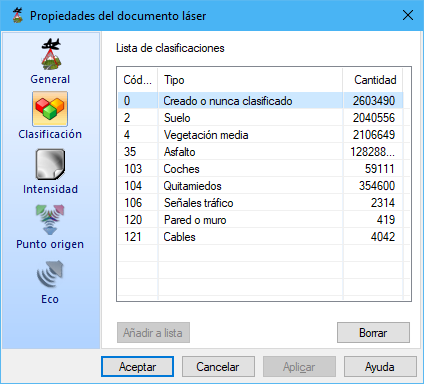 Propiedades del documento láser
General
Clasificación
Intensidad
Punto origen
Eco
Lista de clasificaciones
Cód... Tipo Cantidad
0 Creado o nunca clasificado 2603490
2 Suelo 2040556
4 Vegetación media 2106649
35 Asfalto 128288...
103 Coches 59111
104 Quitamiedos 354600
106 Señales tráfico 2314
120 Pared o muro 419
121 Cables 4042
Añadir a lista Borrar
Aceptar Cancelar Aplicar Ayuda